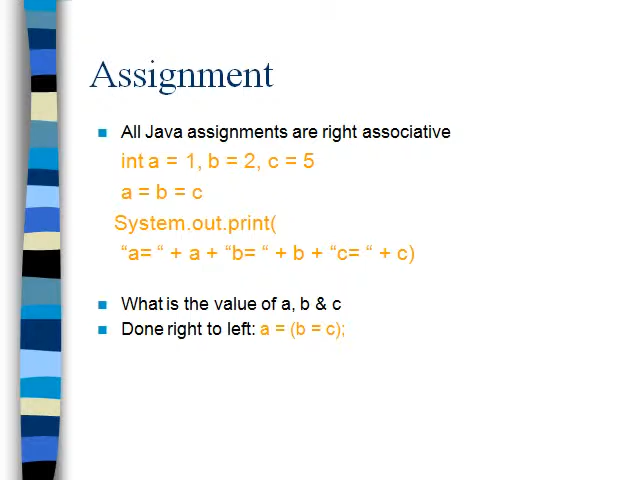 Assignment
All Java assignments are right associative
int a = 1, b = 2, c = 5
a = b = c
System.out.print(
“a= “ + a + “b= “ + b + “c= “ + c)
What is the value of a, b & c
Done right to left: a = (b = c);